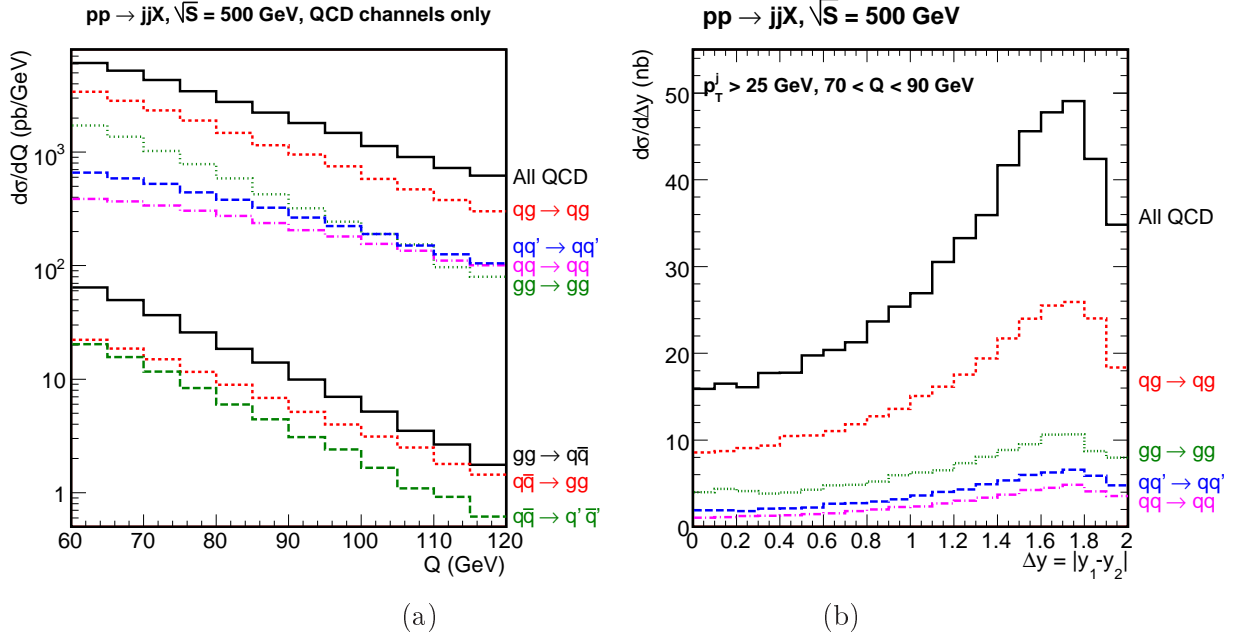 pp → jjX, √S = 500 GeV, QCD channels only
dσ/dQ (pb/GeV)
10³
10²
10
1
60 70 80 90 100 110 120
Q (GeV)
All QCD
qg → qg
qq' → qq'
qq → qq
gg → gg
gg → qq̅
qq̅ → gg
qq̅ → q' q̅'
(a)
pp → jjX, √S = 500 GeV
p_T^j > 25 GeV, 70 < Q < 90 GeV
dσ/dΔy (nb)
50
40
30
20
10
0
0 0.2 0.4 0.6 0.8 1 1.2 1.4 1.6 1.8 2
Δy = |y_1-y_2|
All QCD
qg → qg
gg → gg
qq' → qq'
qq → qq
(b)